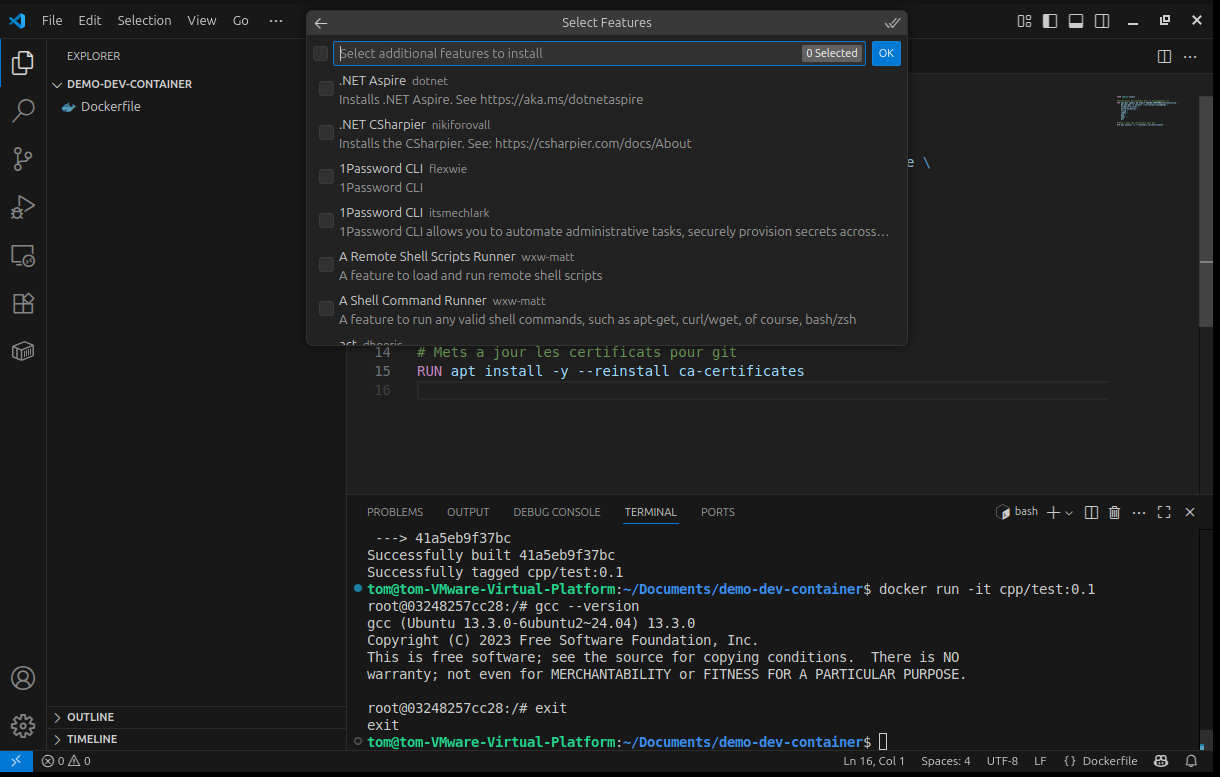 File Edit Selection View Go ···
Select Features
Select additional features to install 0 Selected OK
.NET Aspire dotnet
Installs .NET Aspire. See https://aka.ms/dotnetaspire
.NET CSharpier nikiforovall
Installs the CSharpier. See: https://csharpier.com/docs/About
1Password CLI flexwie
1Password CLI
1Password CLI itsmechlark
1Password CLI allows you to automate administrative tasks, securely provision secrets across…
A Remote Shell Scripts Runner wxw-matt
A feature to load and run remote shell scripts
A Shell Command Runner wxw-matt
A feature to run any valid shell commands, such as apt-get, curl/wget, of course, bash/zsh
EXPLORER
DEMO-DEV-CONTAINER
Dockerfile
OUTLINE
TIMELINE
e \
14 # Mets a jour les certificats pour git
15 RUN apt install -y --reinstall ca-certificates
16
PROBLEMS OUTPUT DEBUG CONSOLE TERMINAL PORTS bash
---> 41a5eb9f37bc
Successfully built 41a5eb9f37bc
Successfully tagged cpp/test:0.1
tom@tom-VMware-Virtual-Platform:~/Documents/demo-dev-container$ docker run -it cpp/test:0.1
root@03248257cc28:/# gcc --version
gcc (Ubuntu 13.3.0-6ubuntu2~24.04) 13.3.0
Copyright (C) 2023 Free Software Foundation, Inc.
This is free software; see the source for copying conditions.  There is NO
warranty; not even for MERCHANTABILITY or FITNESS FOR A PARTICULAR PURPOSE.
root@03248257cc28:/# exit
exit
tom@tom-VMware-Virtual-Platform:~/Documents/demo-dev-container$
0 0 Ln 16, Col 1 Spaces: 4 UTF-8 LF {} Dockerfile